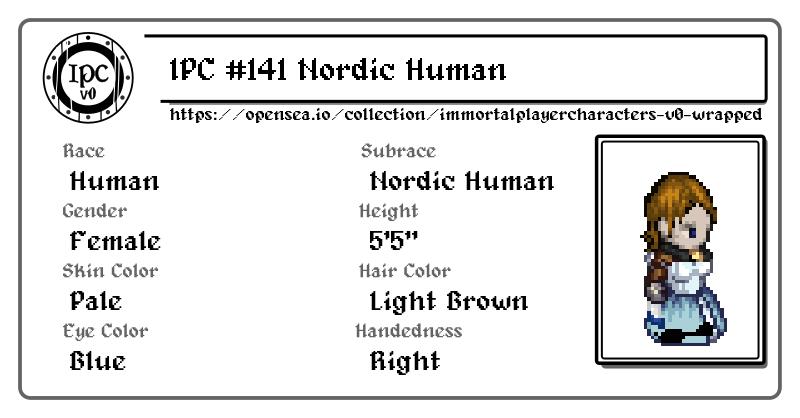 IPC
v0
IPC #141 Nordic Human
https://opensea.io/collection/immortalplayercharacters-v0-wrapped
Race
Subrace
Human
Nordic Human
Gender
Height
Female
5'5"
Skin Color
Hair Color
Pale
Light Brown
Eye Color
Handedness
Blue
Right